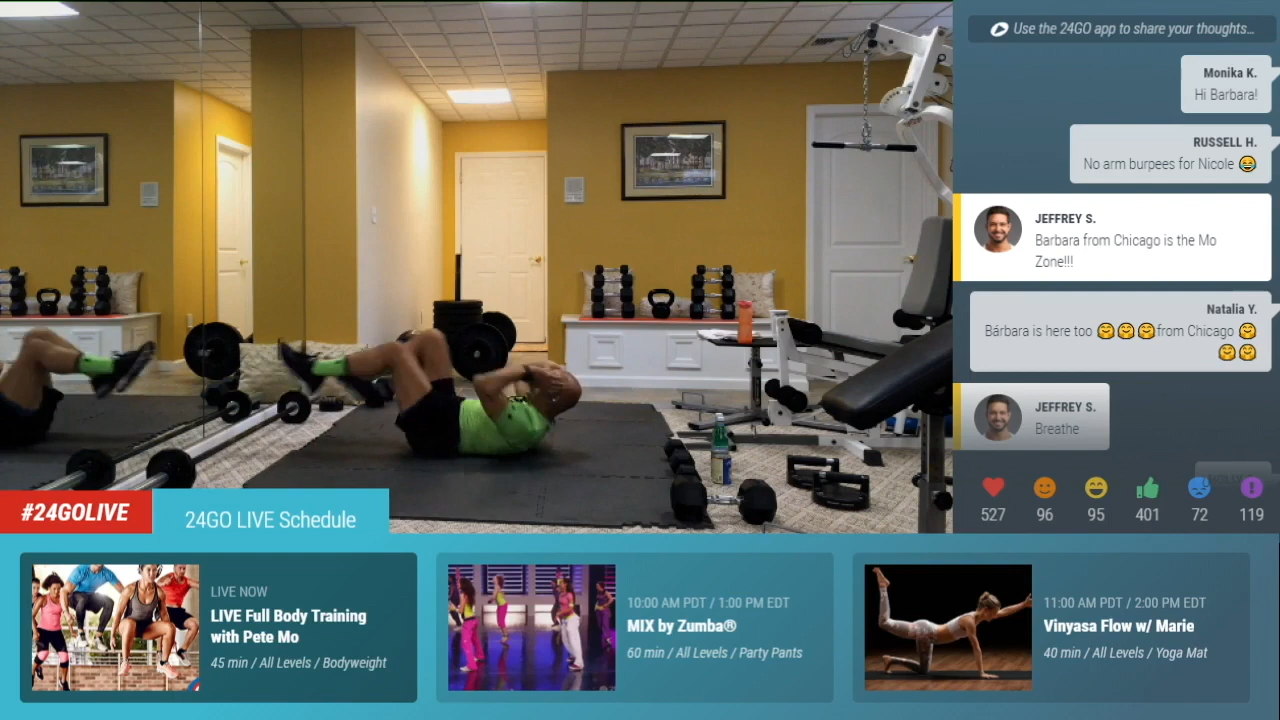 Use the 24GO app to share your thoughts...
Monika K.
Hi Barbara!
RUSSELL H.
No arm burpees for Nicole 😂
JEFFREY S.
Barbara from Chicago is the Mo
Zone!!!
Natalia Y.
Bárbara is here too 🤗🤗🤗from Chicago 🤗
🤗🤗
JEFFREY S.
Breathe
527
96
95
401
72
119
#24GOLIVE
24GO LIVE Schedule
LIVE NOW
LIVE Full Body Training
with Pete Mo
45 min / All Levels / Bodyweight
10:00 AM PDT / 1:00 PM EDT
MIX by Zumba®
60 min / All Levels / Party Pants
11:00 AM PDT / 2:00 PM EDT
Vinyasa Flow w/ Marie
40 min / All Levels / Yoga Mat